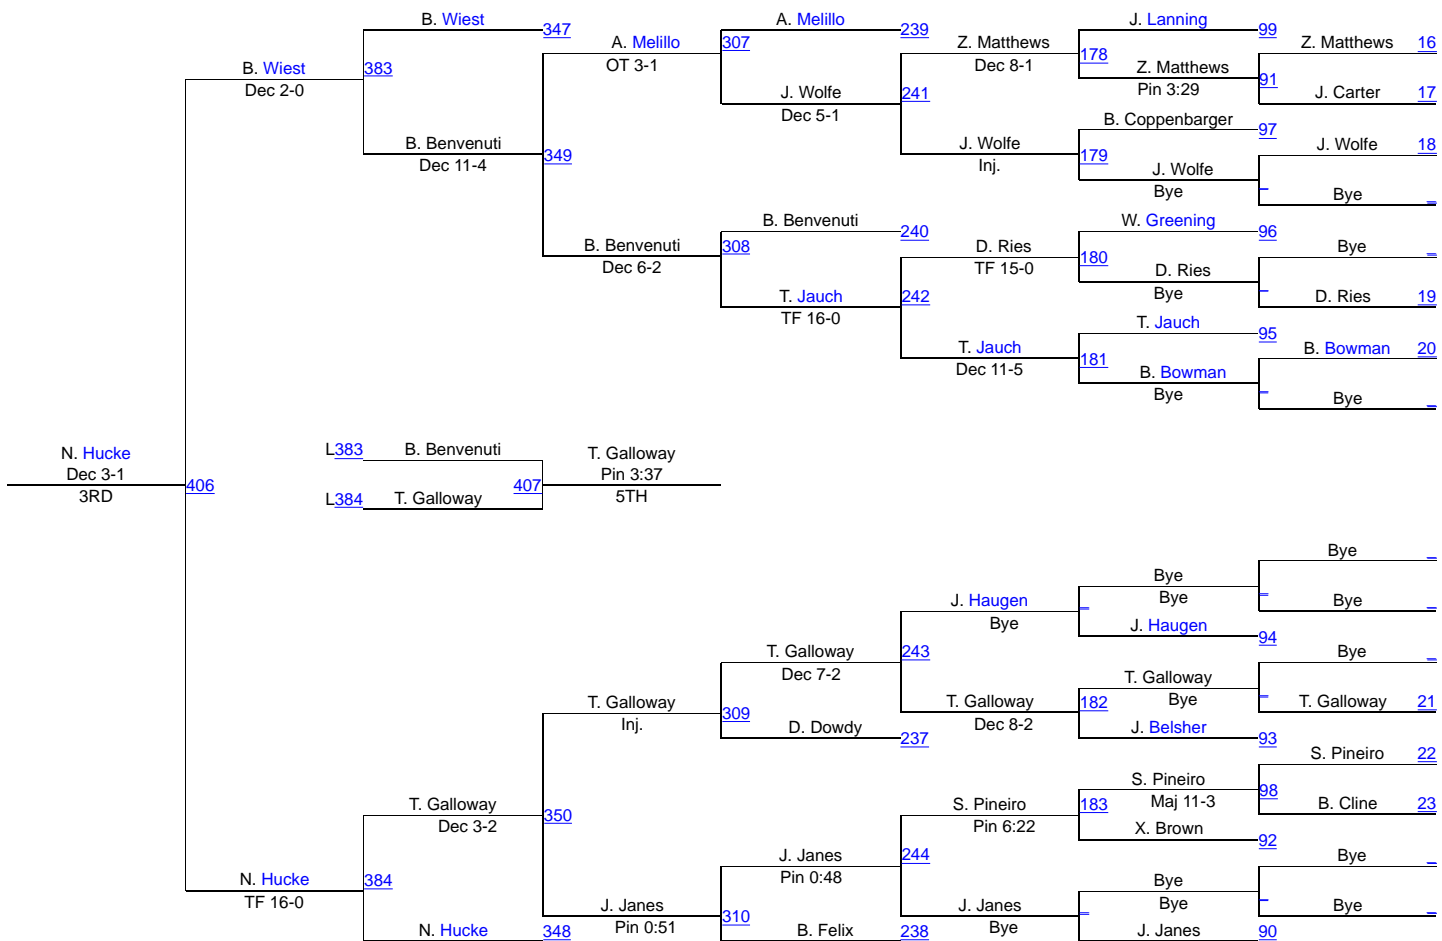 B. Wiest 347
A. Melillo 239
J. Lanning 99
A. Melillo 307
OT 3-1
Z. Matthews
Dec 8-1
178
Z. Matthews 16
B. Wiest 383
Dec 2-0
Z. Matthews 91
Pin 3:29
J. Wolfe 241
Dec 5-1
J. Carter 17
B. Coppenbarger 97
B. Benvenuti 349
Dec 11-4
J. Wolfe 179
Inj.
J. Wolfe 18
J. Wolfe _
Bye
Bye _
B. Benvenuti 240
W. Greening 96
B. Benvenuti 308
Dec 6-2
D. Ries 180
TF 15-0
Bye _
D. Ries _
Bye
T. Jauch 242
TF 16-0
D. Ries 19
T. Jauch 95
T. Jauch 181
Dec 11-5
B. Bowman 20
B. Bowman _
Bye
Bye _
N. Hucke
Dec 3-1
3RD
406
L383 B. Benvenuti
407
L384 T. Galloway
T. Galloway
Pin 3:37
5TH
Bye _
Bye _
Bye
J. Haugen _
Bye
Bye _
J. Haugen 94
T. Galloway 243
Dec 7-2
Bye _
T. Galloway _
Bye
T. Galloway 309
Inj.
T. Galloway 182
Dec 8-2
T. Galloway 21
D. Dowdy 237
J. Belsher 93
S. Pineiro 22
S. Pineiro 98
Maj 11-3
T. Galloway 350
Dec 3-2
S. Pineiro 183
Pin 6:22
B. Cline 23
X. Brown 92
J. Janes 244
Pin 0:48
Bye _
N. Hucke 384
TF 16-0
Bye _
Bye
J. Janes 310
Pin 0:51
J. Janes _
Bye
Bye _
N. Hucke 348
B. Felix 238
J. Janes 90